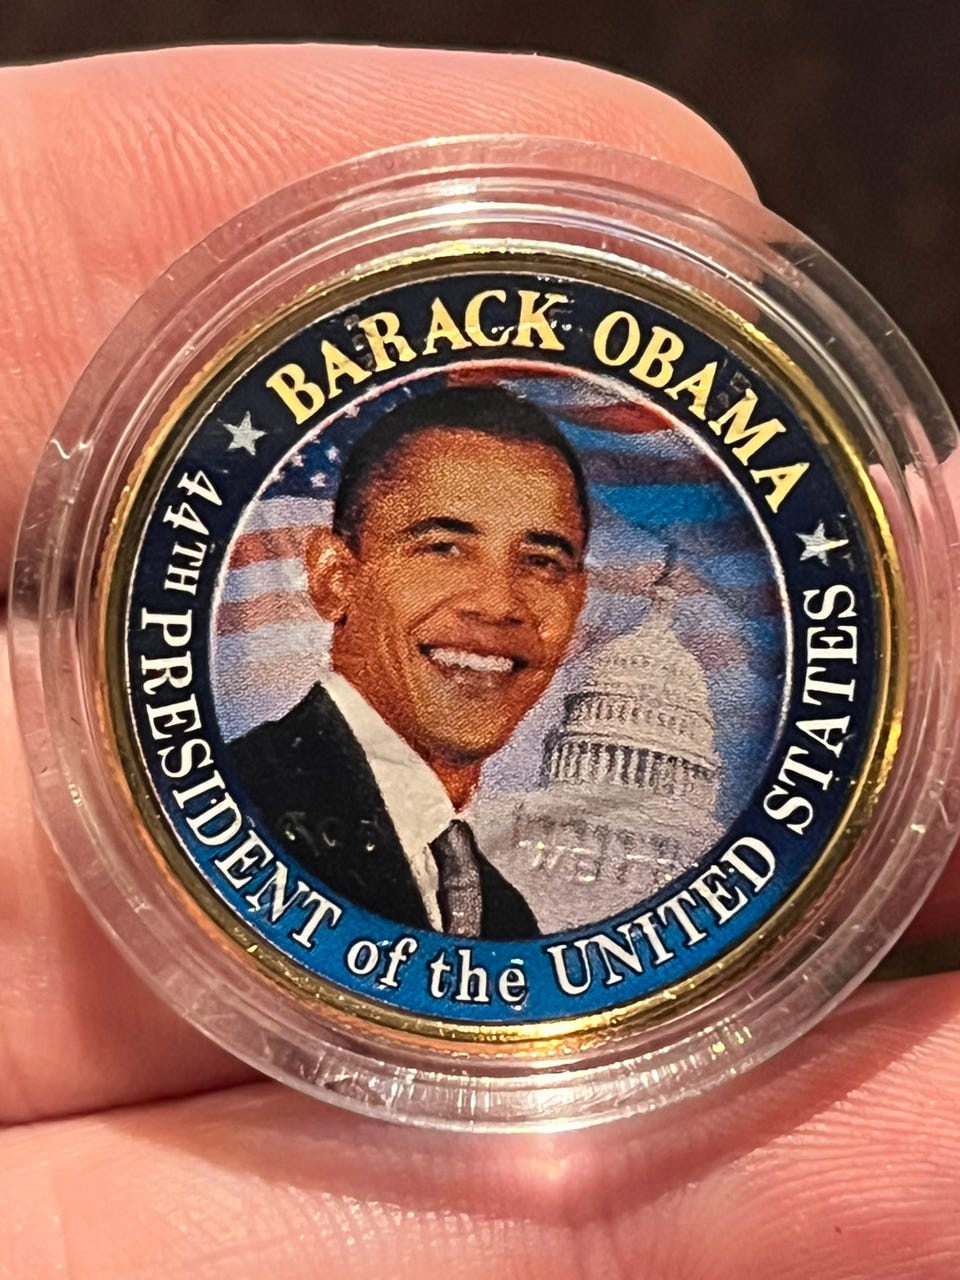 BARACK OBAMA
44TH PRESIDENT of the UNITED STATES